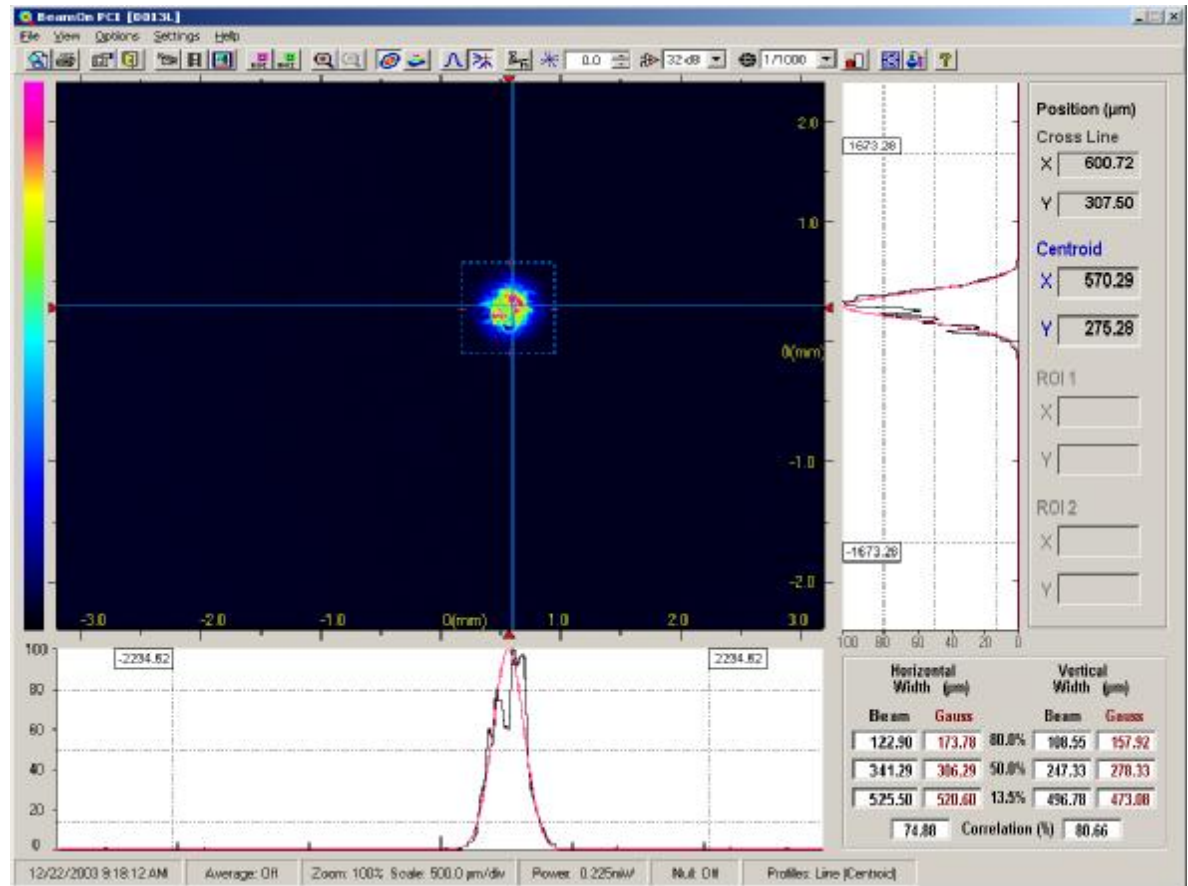 BeamOn PCI [0013L]
File View Options Settings Help
0.0 32 dB 1/1000
2.0
1.0
0(mm)
-1.0
-2.0
-3.0 -2.0 -1.0 0(mm) 1.0 2.0 3.0
1673.28
-1673.28
100 80 60 40 20 0
Position (µm)
Cross Line
X 600.72
Y 307.50
Centroid
X 570.29
Y 275.28
ROI 1
X
Y
ROI 2
X
Y
100
80
60
40
20
0
-2234.62 2234.62
Horizontal Width (µm) Vertical Width (µm)
Beam Gauss Beam Gauss
122.90 173.78 80.0% 108.55 157.92
341.29 306.29 50.0% 247.33 278.33
525.50 520.60 13.5% 496.78 473.08
74.88 Correlation (%) 80.66
12/22/2003 9:18:12 AM Average: Off Zoom: 100% Scale: 500.0 µm/div Power: 0.225mW Null: Off Profiles: Line [Centroid]